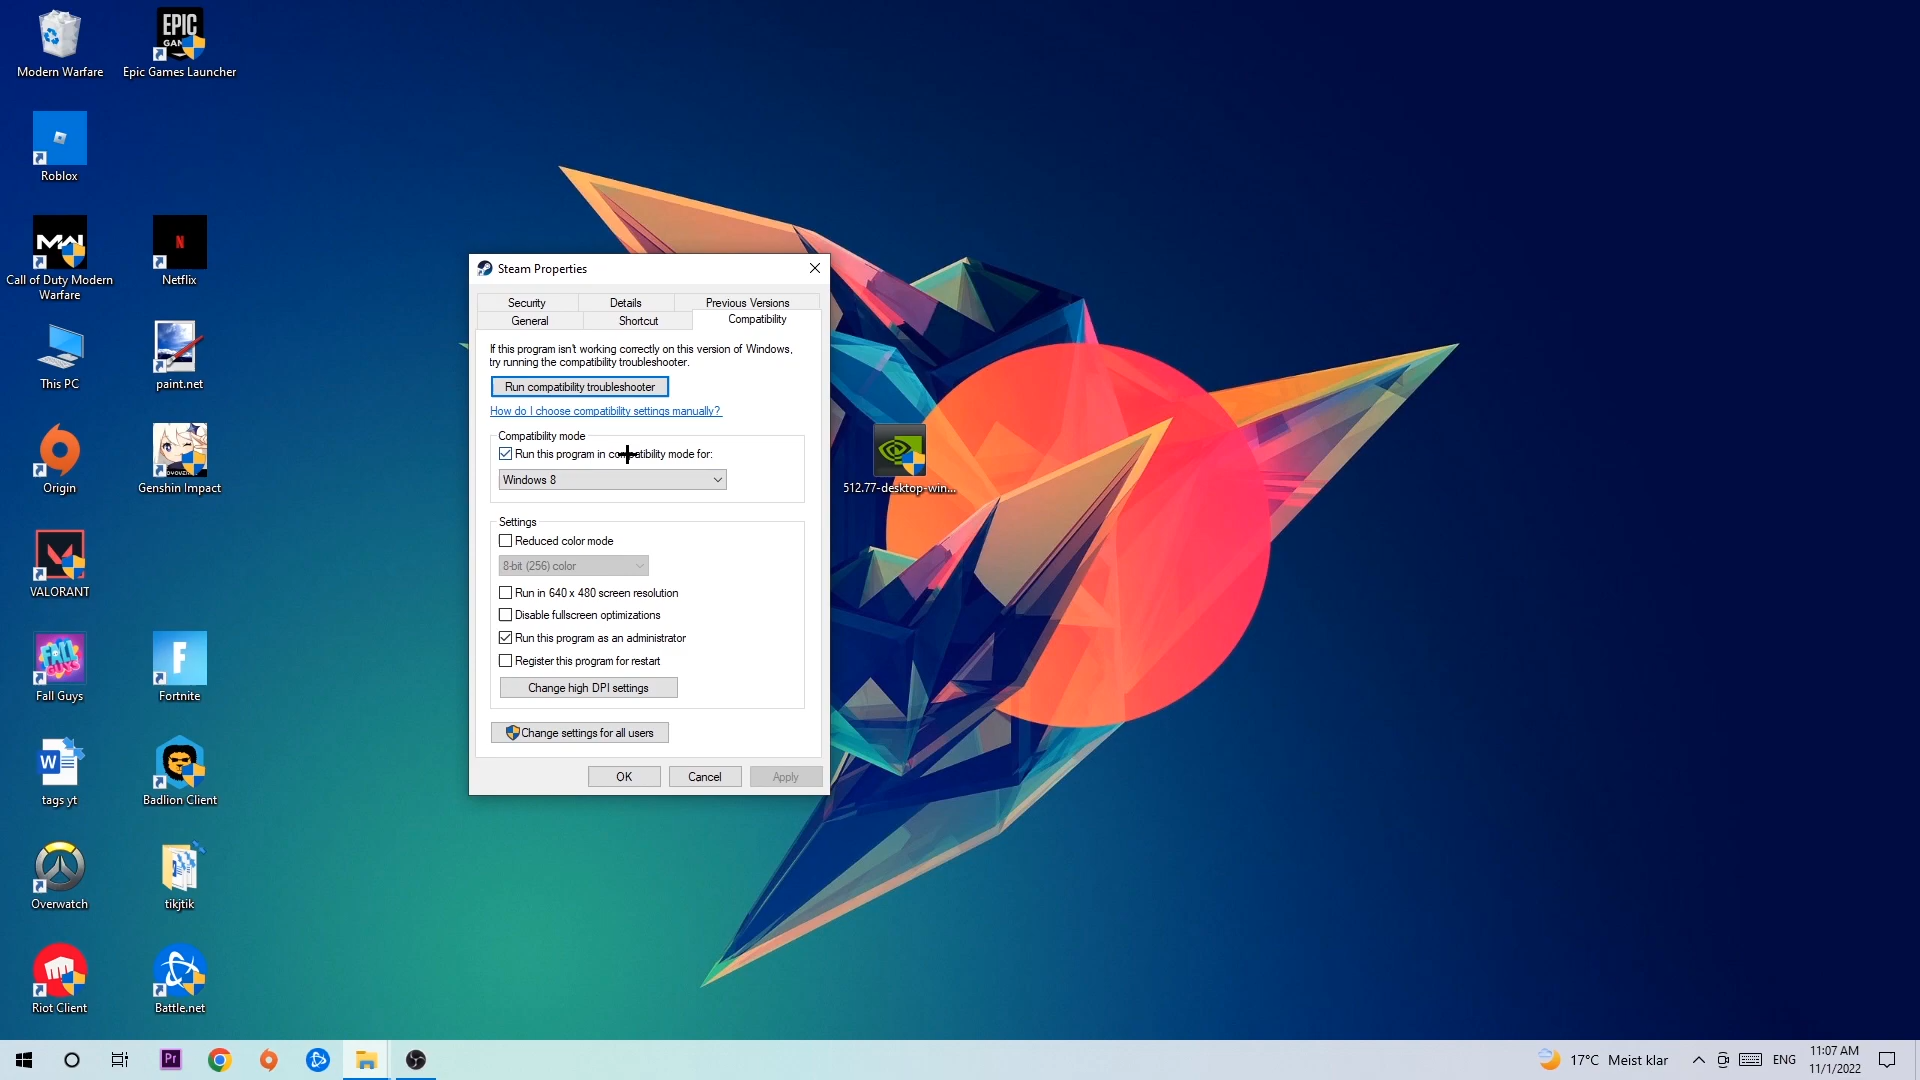 Modern Warfare
EPIC
Epic Games Launcher
Roblox
MW
N
Call of Duty Modern
Warfare
Netflix
This PC
paint.net
Origin
Genshin Impact
VALORANT
FALL
guys
F
Fall Guys
Fortnite
W
tags yt
Badlion Client
Overwatch
tikjtik
Riot Client
Battle.net
Steam Properties
Security
Details
Previous Versions
General
Shortcut
Compatibility
If this program isn't working correctly on this version of Windows,
try running the compatibility troubleshooter.
Run compatibility troubleshooter
How do I choose compatibility settings manually?
Compatibility mode
Run this program in compatibility mode for:
Windows 8
Settings
Reduced color mode
8-bit (256) color
Run in 640 x 480 screen resolution
Disable fullscreen optimizations
Run this program as an administrator
Register this program for restart
Change high DPI settings
Change settings for all users
OK
Cancel
Apply
512.77-desktop-win...
Pr
17°C Meist klar
ENG
11:07 AM
11/1/2022